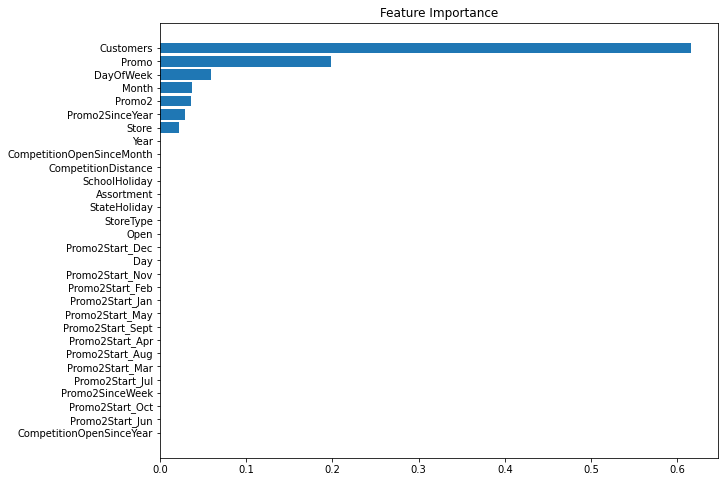 Feature Importance
Customers
Promo
DayOfWeek
Month
Promo2
Promo2SinceYear
Store
Year
CompetitionOpenSinceMonth
CompetitionDistance
SchoolHoliday
Assortment
StateHoliday
StoreType
Open
Promo2Start_Dec
Day
Promo2Start_Nov
Promo2Start_Feb
Promo2Start_Jan
Promo2Start_May
Promo2Start_Sept
Promo2Start_Apr
Promo2Start_Aug
Promo2Start_Mar
Promo2Start_Jul
Promo2SinceWeek
Promo2Start_Oct
Promo2Start_Jun
CompetitionOpenSinceYear
0.0 0.1 0.2 0.3 0.4 0.5 0.6